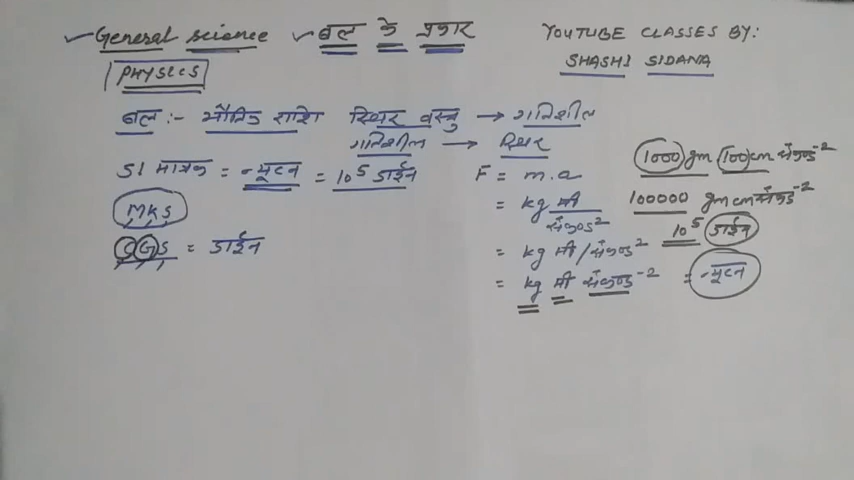 General science बल के प्रकार YOUTUBE CLASSES BY:
PHYSICS SHASHI SIDANA
बल :- भौतिक राशि स्थिर वस्तु → गतिशील
गतिशील → स्थिर
SI मात्रक = न्यूटन = 10⁵ डाईन
MKS
CGS = डाईन
F = m.a
= kg मी/सैकण्ड²
= kg मी/सैकण्ड²
= kg मी सैकण्ड⁻² = न्यूटन
1000 gm 100 cm सैकण्ड⁻²
100000 gm cm सैकण्ड⁻²
10⁵ डाईन